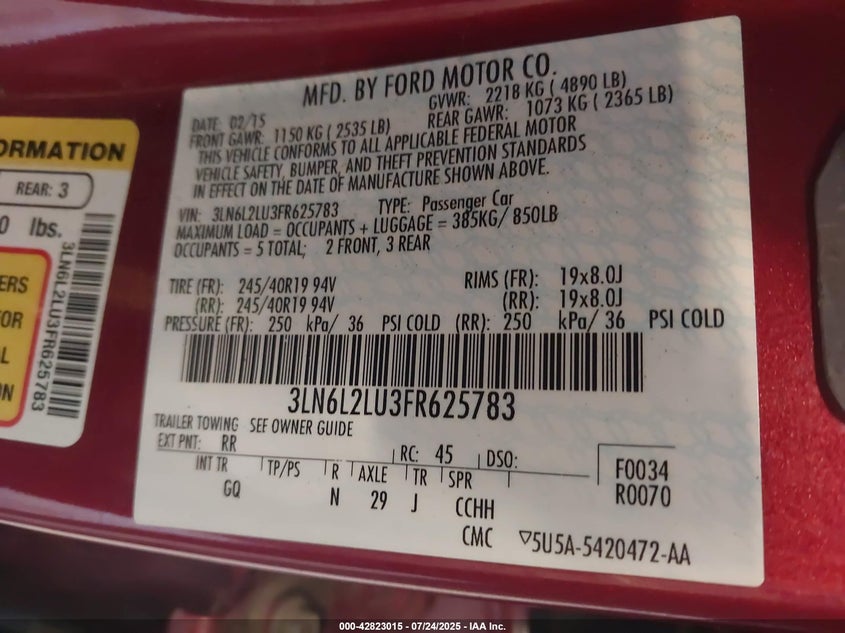 ORMATION
REAR: 3
0 lbs.
ERS
OR
L
N
3LN6L2LU3FR625783
MFD. BY FORD MOTOR CO.
DATE: 02/15 GVWR: 2218 KG ( 4890 LB)
FRONT GAWR: 1150 KG ( 2535 LB) REAR GAWR: 1073 KG ( 2365 LB)
THIS VEHICLE CONFORMS TO ALL APPLICABLE FEDERAL MOTOR
VEHICLE SAFETY, BUMPER, AND THEFT PREVENTION STANDARDS
IN EFFECT ON THE DATE OF MANUFACTURE SHOWN ABOVE.
VIN: 3LN6L2LU3FR625783 TYPE: Passenger Car
MAXIMUM LOAD = OCCUPANTS + LUGGAGE = 385KG/ 850LB
OCCUPANTS = 5 TOTAL; 2 FRONT, 3 REAR
TIRE (FR): 245/40R19 94V RIMS (FR): 19x8.0J
(RR): 245/40R19 94V (RR): 19x8.0J
PRESSURE (FR): 250 kPa/ 36 PSI COLD (RR): 250 kPa/ 36 PSI COLD
3LN6L2LU3FR625783
TRAILER TOWING SEE OWNER GUIDE
EXT PNT: RR RC: 45 DSO:
INT TR TP/PS R AXLE TR SPR
GQ N 29 J CCHH
F0034
R0070
CMC ▽5U5A-5420472-AA
000-42823015 - 07/24/2025 - IAA Inc.